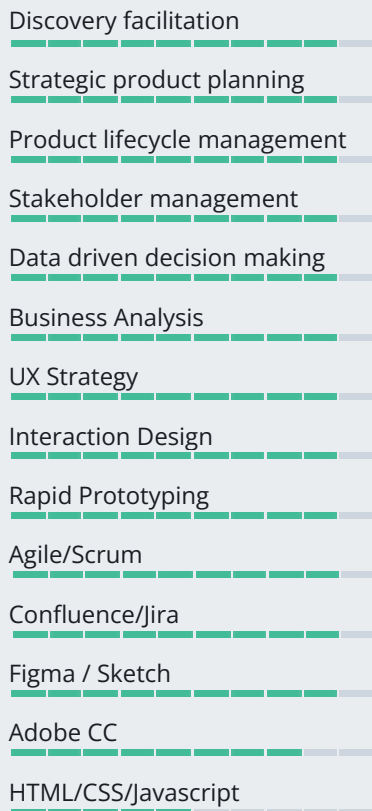 Discovery facilitation
Strategic product planning
Product lifecycle management
Stakeholder management
Data driven decision making
Business Analysis
UX Strategy
Interaction Design
Rapid Prototyping
Agile/Scrum
Confluence/Jira
Figma / Sketch
Adobe CC
HTML/CSS/Javascript